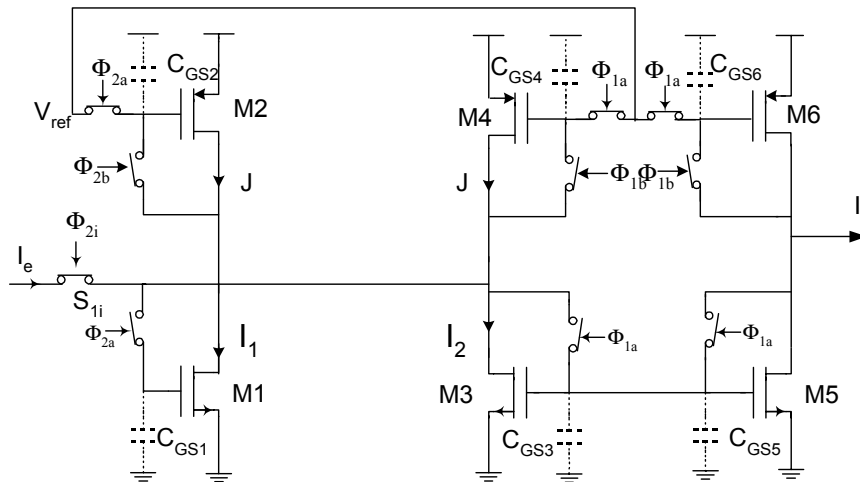 Φ2a
CGS2
Vref
M2
Φ2b
J
CGS4
Φ1a
Φ1a
CGS6
M4
M6
J
Φ1b
Φ1b
I
Φ2i
Ie
S1i
Φ2a
I1
M1
CGS1
I2
Φ1a
Φ1a
M3
M5
CGS3
CGS5